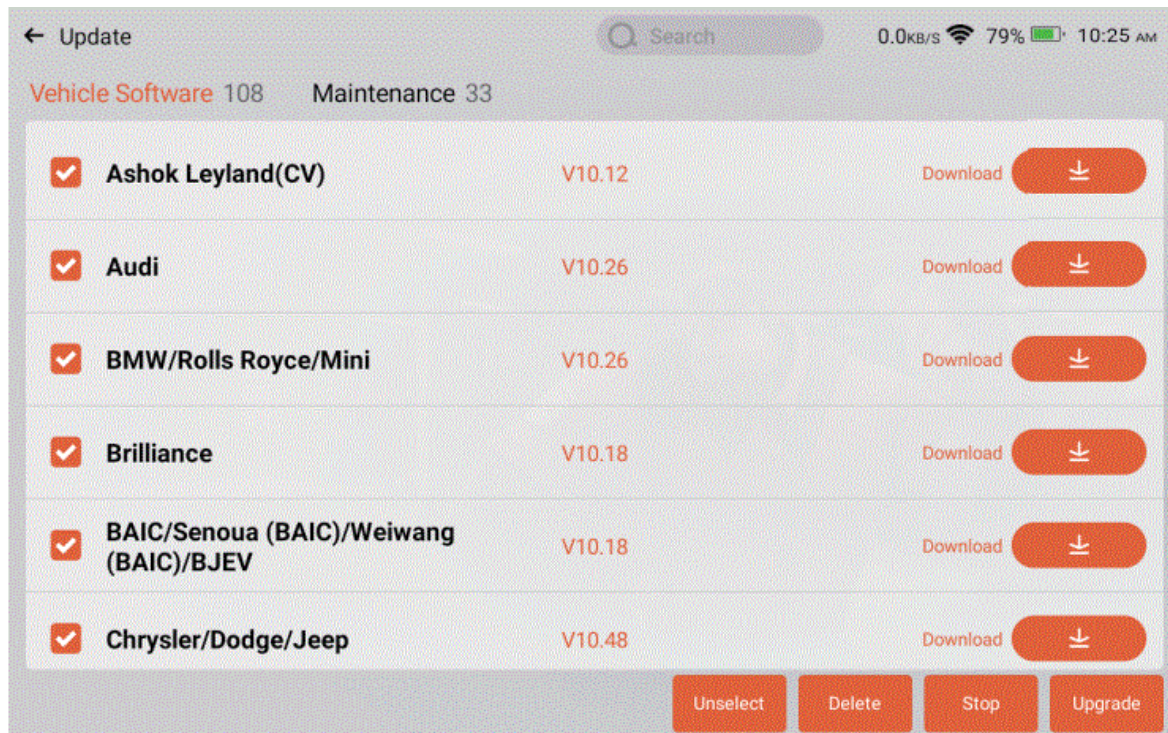 Update
Search
0.0KB/S
79%
10:25 AM
Vehicle Software 108
Maintenance 33
Ashok Leyland(CV)
V10.12
Download
Audi
V10.26
Download
BMW/Rolls Royce/Mini
V10.26
Download
Brilliance
V10.18
Download
BAIC/Senoua (BAIC)/Weiwang
(BAIC)/BJEV
V10.18
Download
Chrysler/Dodge/Jeep
V10.48
Download
Unselect
Delete
Stop
Upgrade